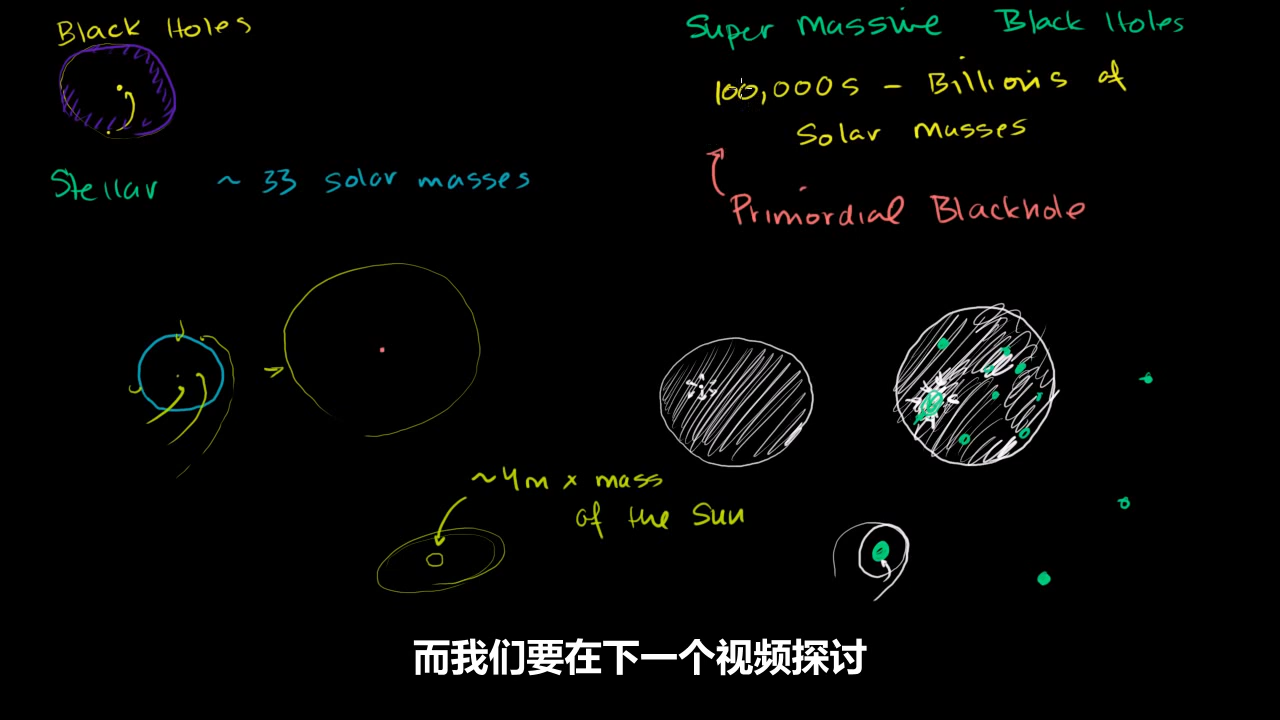 Black Holes
Super Massive Black Holes
100,000s - Billions of
Solar Masses
Stellar ~ 33 solar masses
Primordial Blackhole
~4m x mass
of the Sun
而我们要在下一个视频探讨